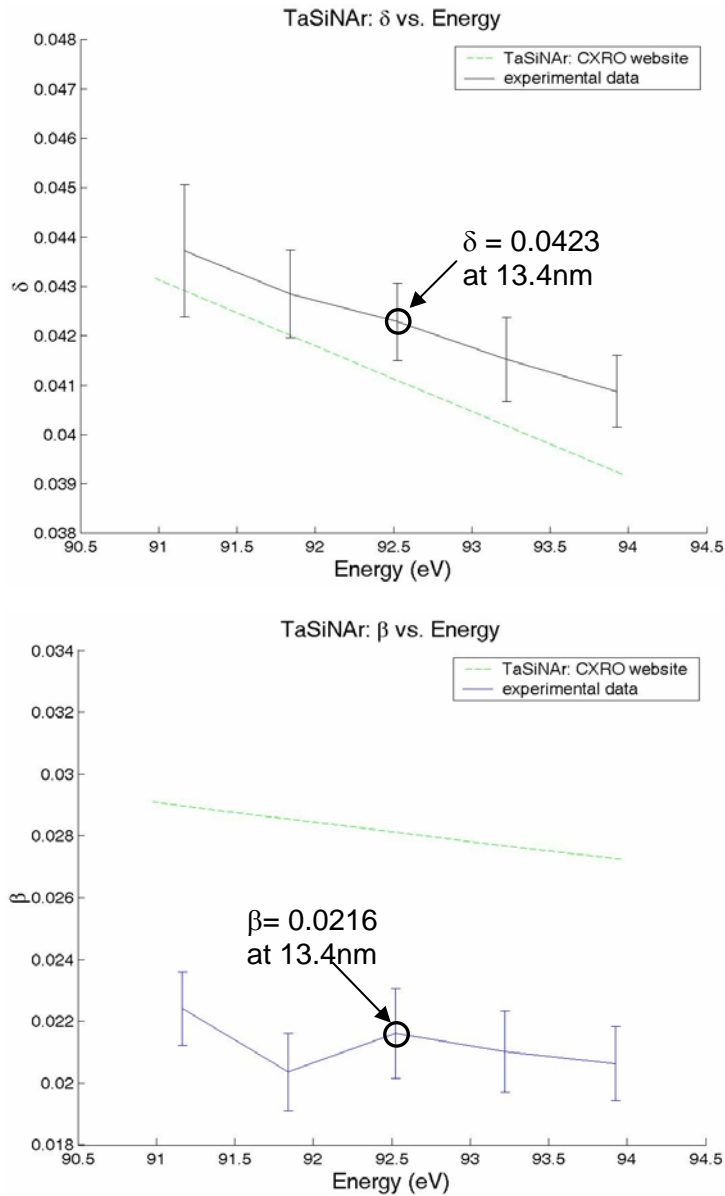 TaSiNAr: δ vs. Energy
0.048
0.047
0.046
0.045
0.044
0.043
0.042
0.041
0.04
0.039
0.038
δ
TaSiNAr: CXRO website
experimental data
δ = 0.0423
at 13.4nm
90.5 91 91.5 92 92.5 93 93.5 94 94.5
Energy (eV)
TaSiNAr: β vs. Energy
0.034
0.032
0.03
0.028
0.026
0.024
0.022
0.02
0.018
β
TaSiNAr: CXRO website
experimental data
β= 0.0216
at 13.4nm
90.5 91 91.5 92 92.5 93 93.5 94 94.5
Energy (eV)